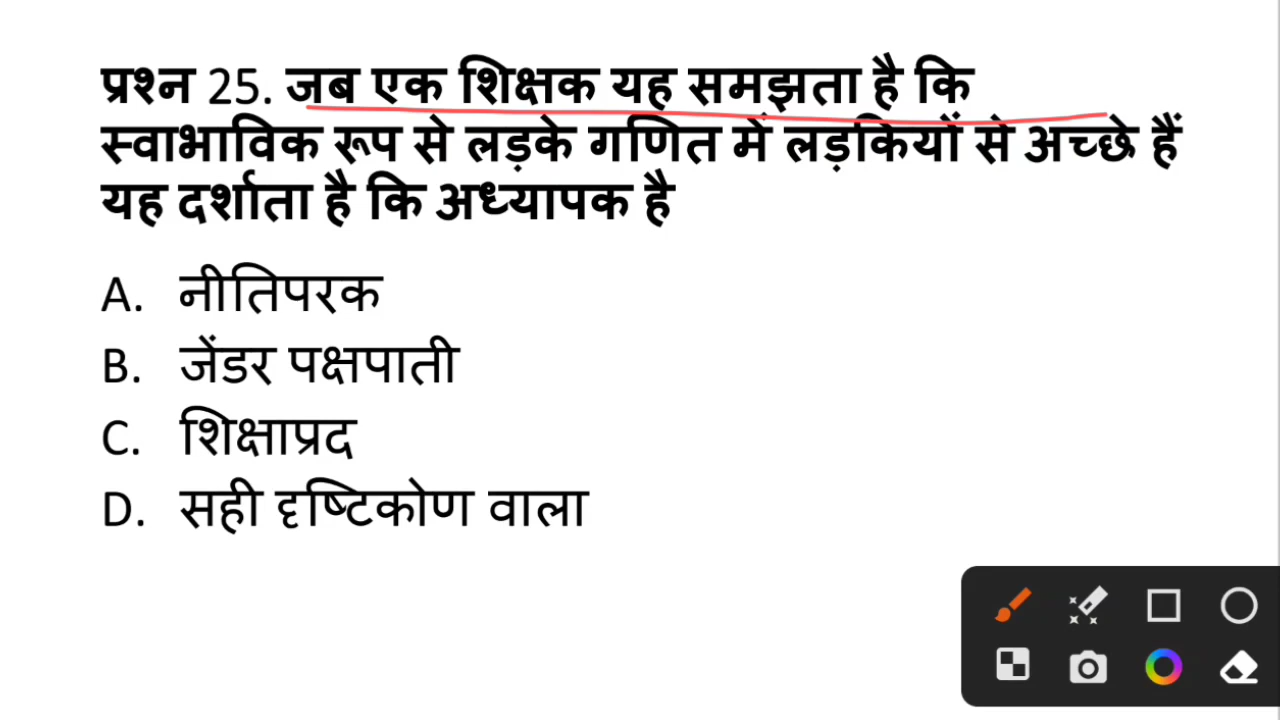 प्रश्न 25. जब एक शिक्षक यह समझता है कि
स्वाभाविक रूप से लड़के गणित में लड़कियों से अच्छे हैं
यह दर्शाता है कि अध्यापक है
A. नीतिपरक
B. जेंडर पक्षपाती
C. शिक्षाप्रद
D. सही दृष्टिकोण वाला